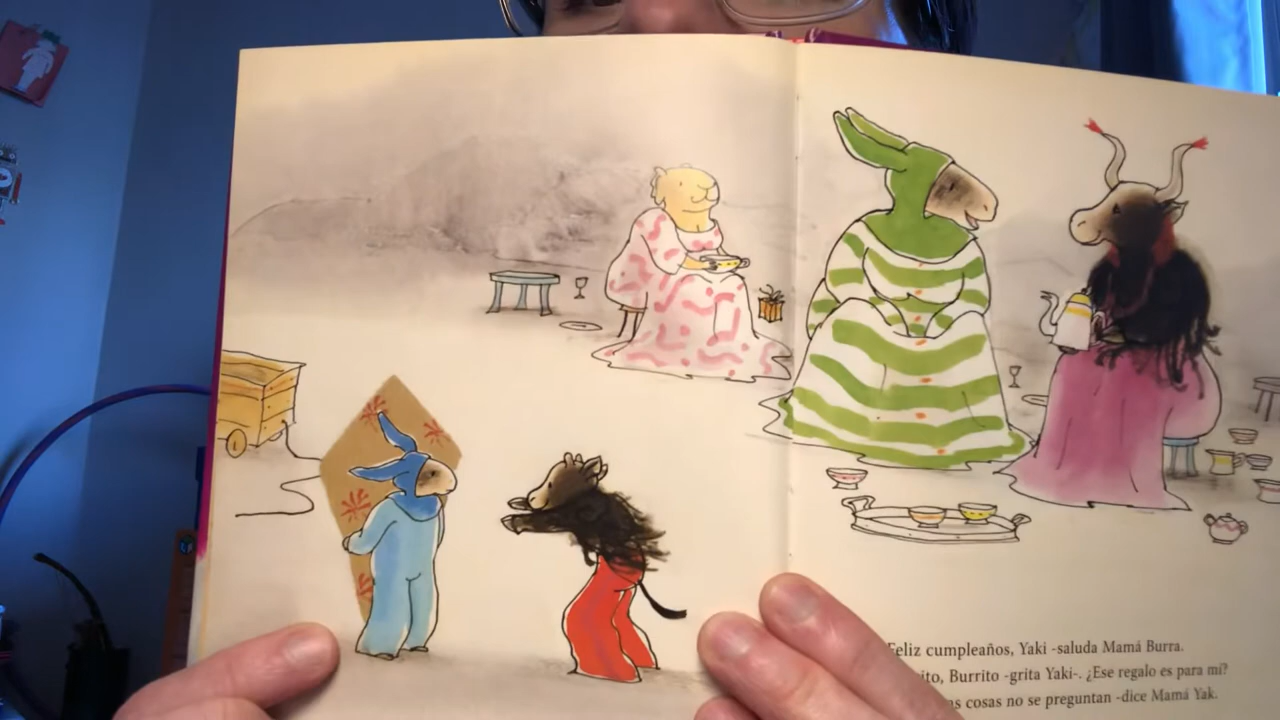 Feliz cumpleaños, Yaki -saluda Mamá Burra.
Burrito -grita Yaki-. ¿Ese regalo es para mí?
cosas no se preguntan -dice Mamá Yak.